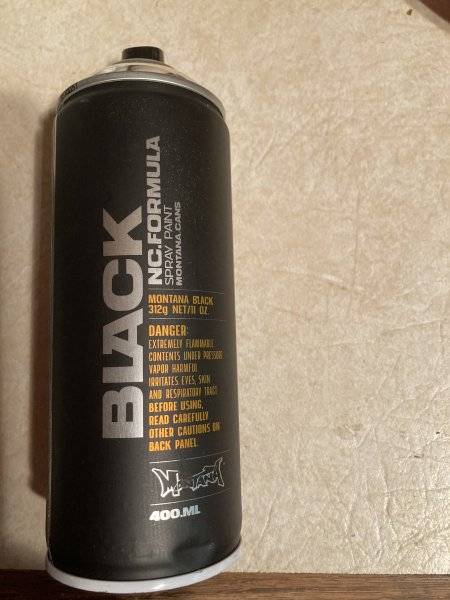 BLACK
NC.FORMULA
SPRAY PAINT
MONTANA CANS
MONTANA BLACK
312g NET/11 OZ.
DANGER:
EXTREMELY FLAMMABLE
CONTENTS UNDER PRESSURE
VAPOR HARMFUL
IRRITATES EYES, SKIN
AND RESPIRATORY TRACT
BEFORE USING,
READ CAREFULLY
OTHER CAUTIONS ON
BACK PANEL.
MONTANA
400.ML